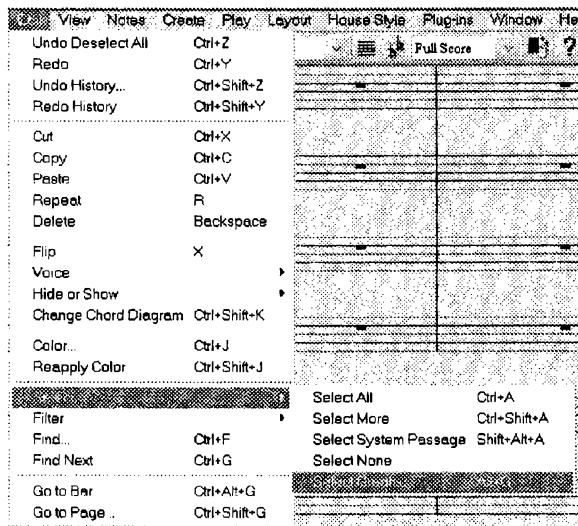 View Notes Create Play Layout House Style Plug-ins Window He
Full Score ?
Undo Deselect All Ctrl+Z
Redo Ctrl+Y
Undo History... Ctrl+Shift+Z
Redo History Ctrl+Shift+Y
Cut Ctrl+X
Copy Ctrl+C
Paste Ctrl+V
Repeat R
Delete Backspace
Flip X
Voice
Hide or Show
Change Chord Diagram Ctrl+Shift+K
Color... Ctrl+J
Reapply Color Ctrl+Shift+J
Select All Ctrl+A
Filter
Select More Ctrl+Shift+A
Find... Ctrl+F
Select System Passage Shift+Alt+A
Find Next Ctrl+G
Select None
Go to Bar Ctrl+Alt+G
Go to Page... Ctrl+Shift+G